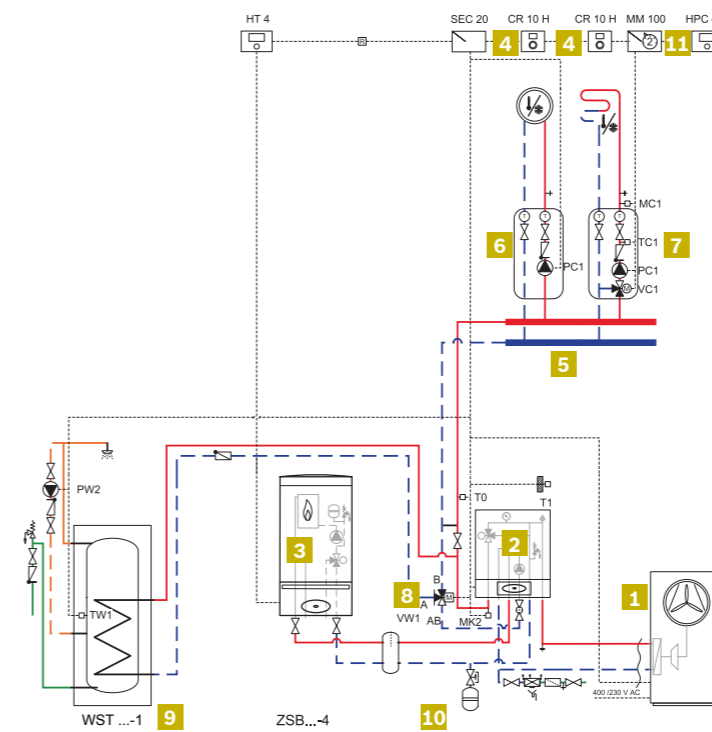 HT 4 SEC 20 CR 10 H CR 10 H MM 100 HPC
R 4 4 2 11
MC1
T T T T
6 TC1 7
PC1 PC1
M VC1
5
PW2
T0 T1
2
3
1
8 B
A M
TW1 VW1 AB MK2
400 /230 V AC
WST ...-1 9 ZSB...-4 10